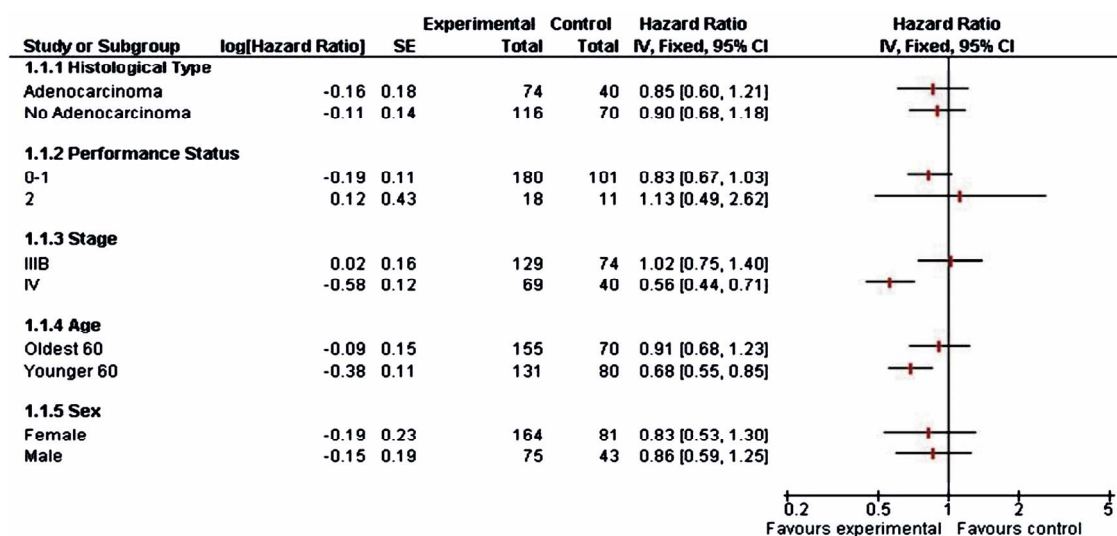 Experimental Control Hazard Ratio Hazard Ratio
Study or Subgroup log[Hazard Ratio] SE Total Total IV, Fixed, 95% CI IV, Fixed, 95% CI
1.1.1 Histological Type
Adenocarcinoma -0.16 0.18 74 40 0.85 [0.60, 1.21]
No Adenocarcinoma -0.11 0.14 116 70 0.90 [0.68, 1.18]
1.1.2 Performance Status
0-1 -0.19 0.11 180 101 0.83 [0.67, 1.03]
2 0.12 0.43 18 11 1.13 [0.49, 2.62]
1.1.3 Stage
IIIB 0.02 0.16 129 74 1.02 [0.75, 1.40]
IV -0.58 0.12 69 40 0.56 [0.44, 0.71]
1.1.4 Age
Oldest 60 -0.09 0.15 155 70 0.91 [0.68, 1.23]
Younger 60 -0.38 0.11 131 80 0.68 [0.55, 0.85]
1.1.5 Sex
Female -0.19 0.23 164 81 0.83 [0.53, 1.30]
Male -0.15 0.19 75 43 0.86 [0.59, 1.25]
0.2 0.5 1 2 5
Favours experimental Favours control